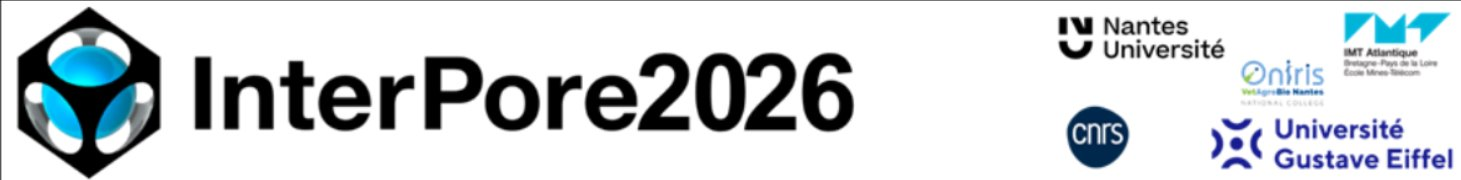 InterPore2026
Nantes
Université
IMT Atlantique
Bretagne-Pays de la Loire
École Mines-Télécom
Oniris
VetAgroBio Nantes
NATIONAL COLLEGE
cnrs
Université
Gustave Eiffel